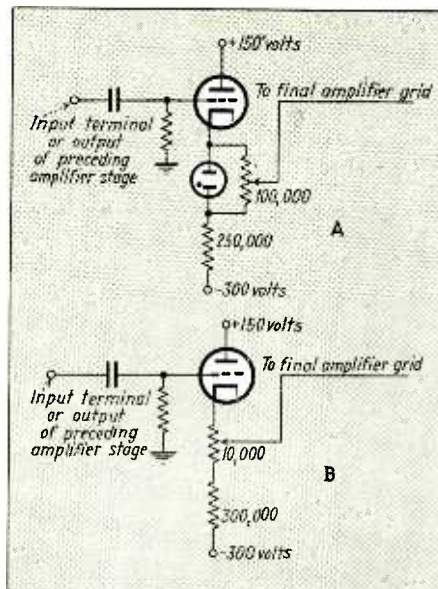 +150 volts
To final amplifier grid
Input terminal
or output
of preceding
amplifier stage
100,000
A
250,000
-300 volts
+150 volts
To final amplifier grid
Input terminal
or output
of preceding
amplifier stage
10,000
B
300,000
-300 volts